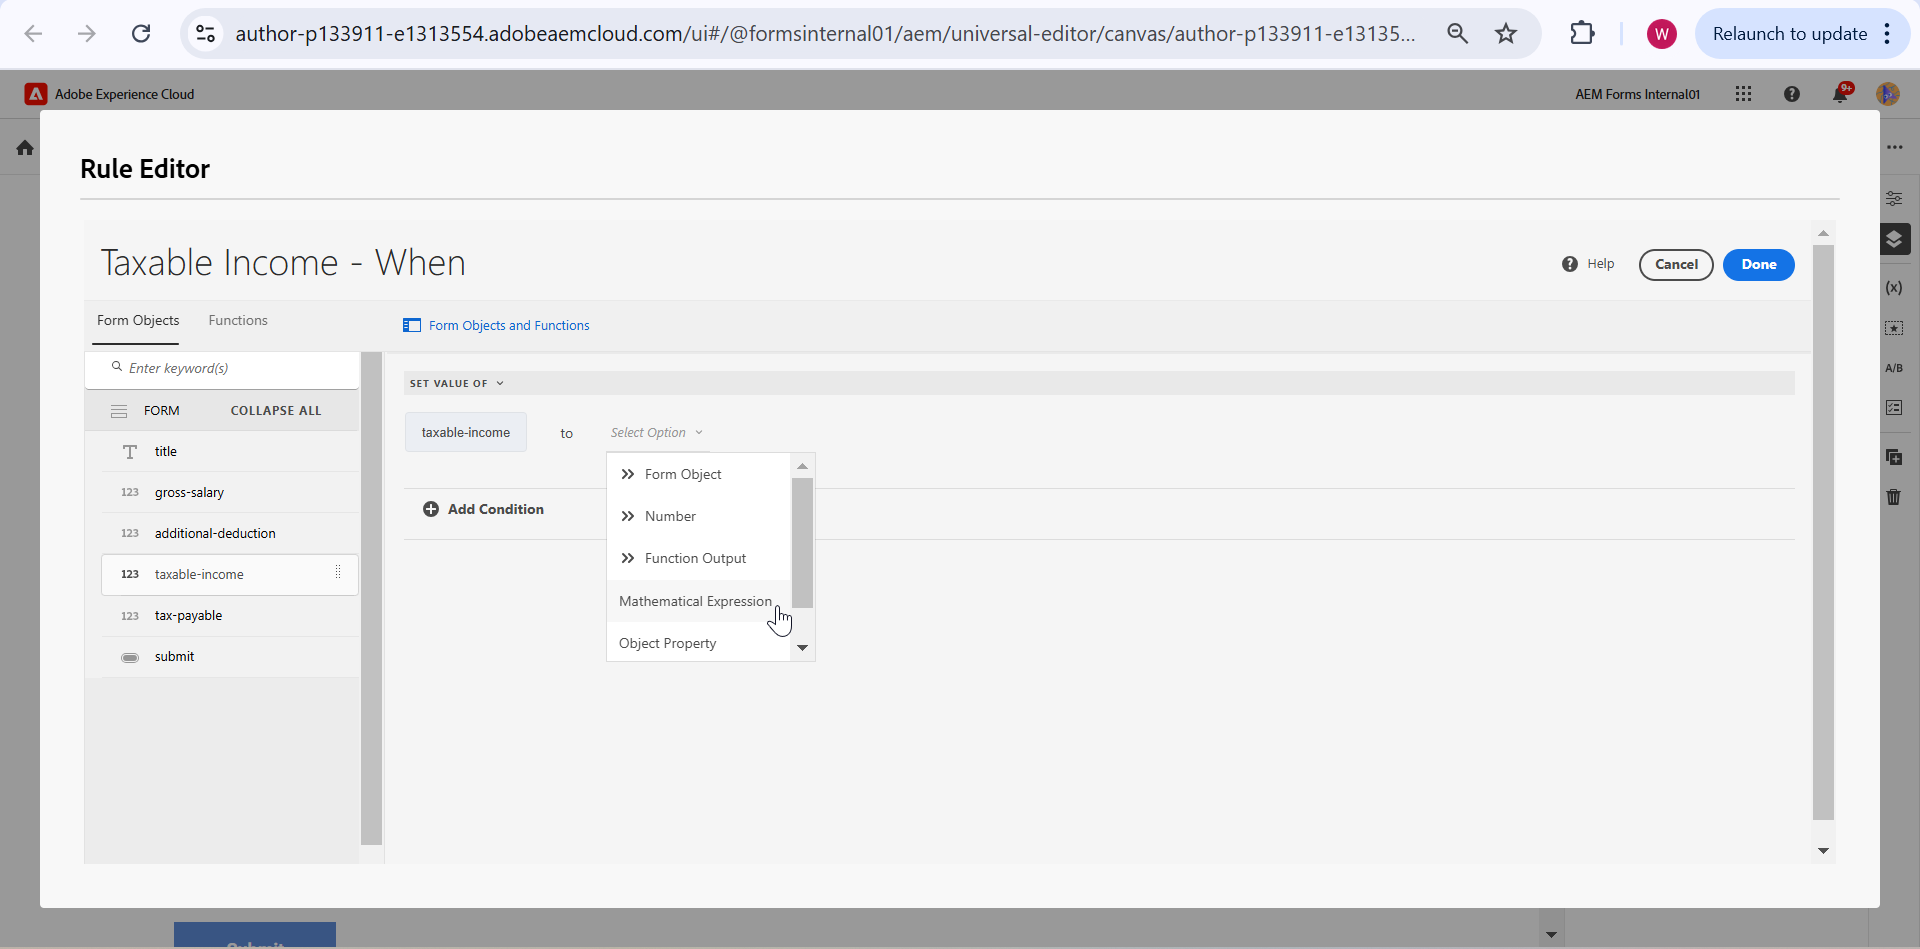 author-p133911-e1313554.adobeaemcloud.com/ui#/@formsinternal01/aem/universal-editor/canvas/author-p133911-e13135...
W
Relaunch to update
Adobe Experience Cloud
AEM Forms Internal01
9+
Rule Editor
Taxable Income - When
Help
Cancel
Done
Form Objects
Functions
Form Objects and Functions
Enter keyword(s)
SET VALUE OF
FORM
COLLAPSE ALL
taxable-income
to
Select Option
title
Form Object
123 gross-salary
Number
Add Condition
123 additional-deduction
Function Output
123 taxable-income
Mathematical Expression
123 tax-payable
Object Property
submit
(x)
A/B
Submit